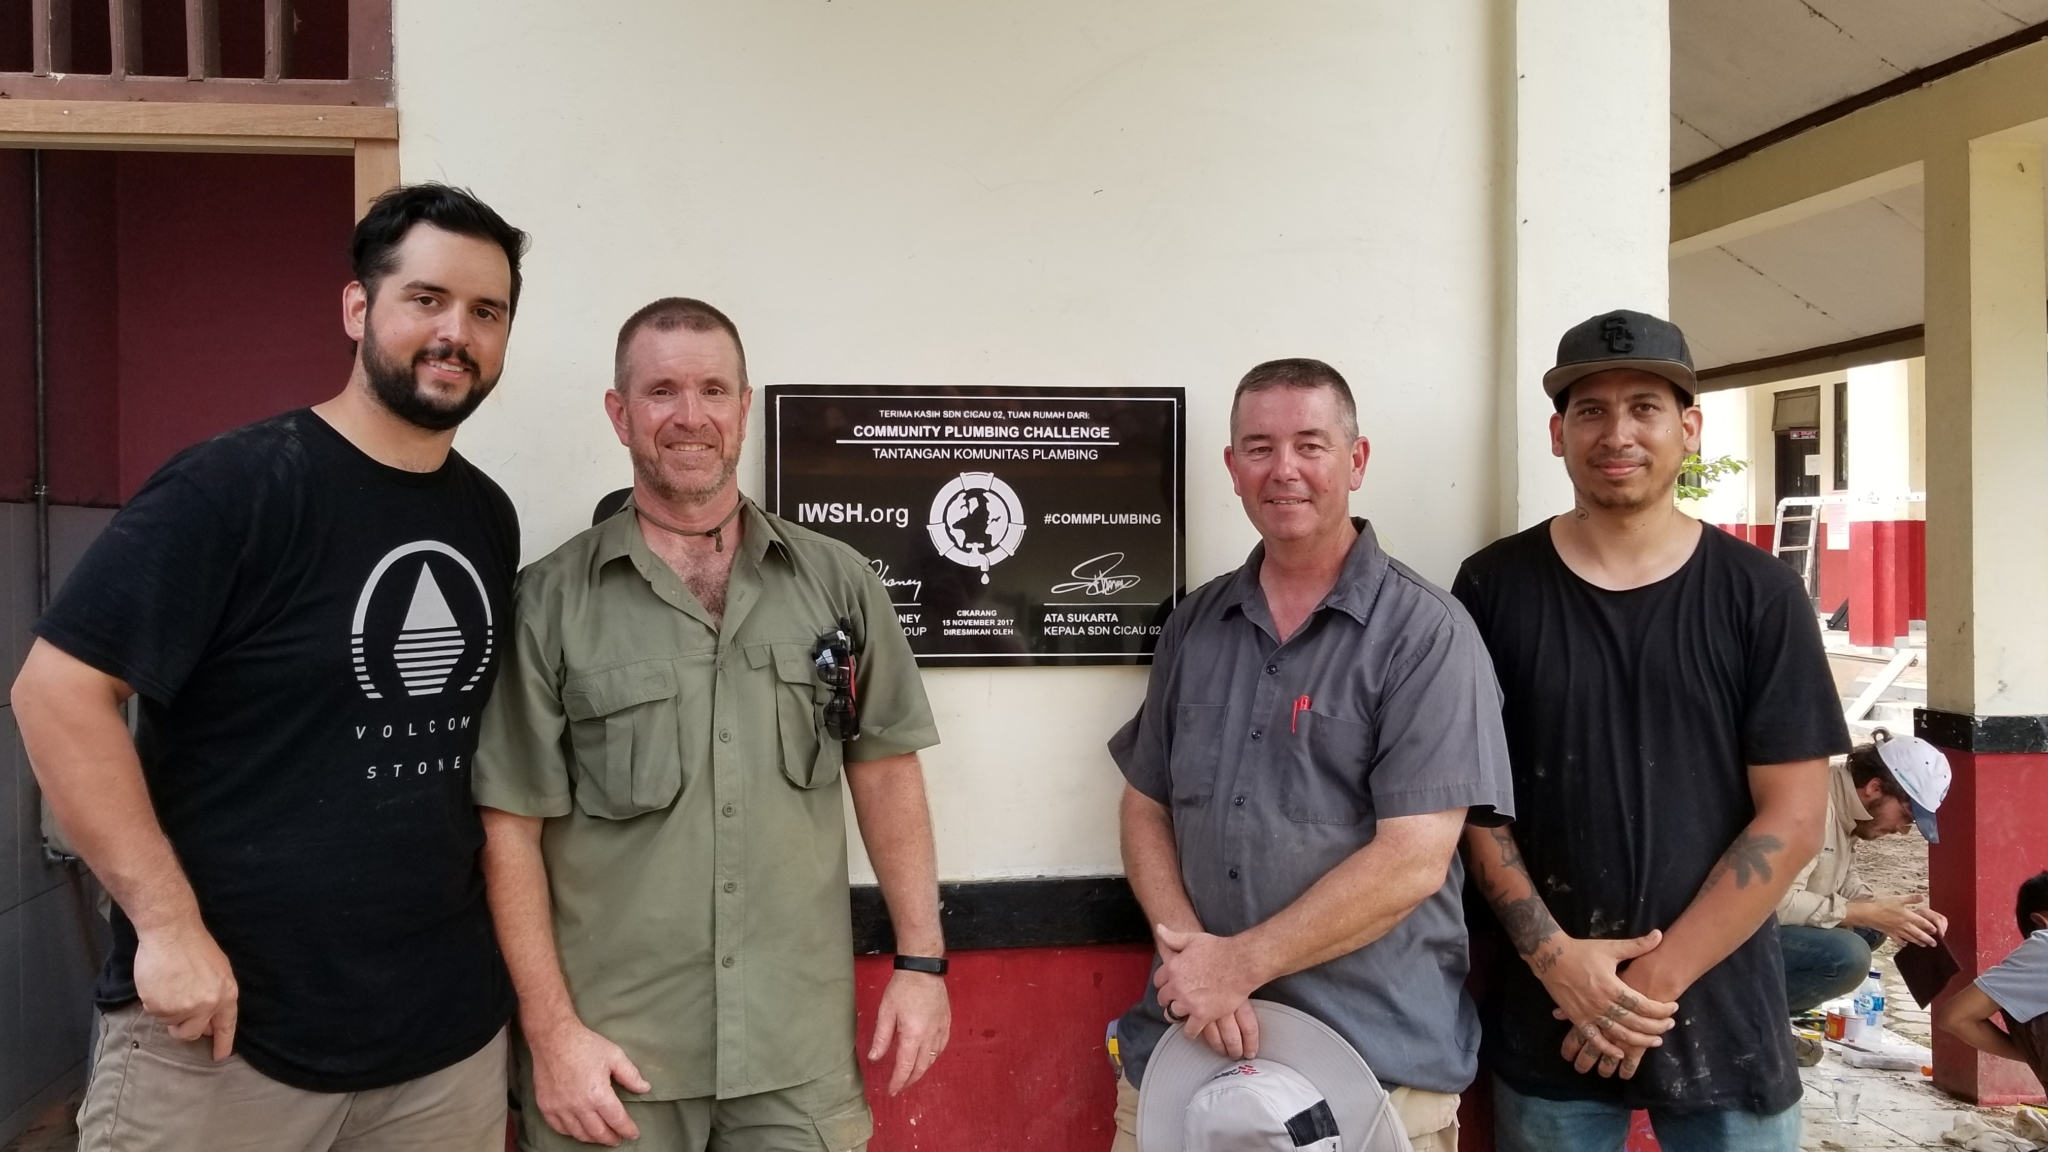 TERIMA KASIH SDN CICAU 02, TUAN RUMAH DARI:
COMMUNITY PLUMBING CHALLENGE
TANTANGAN KOMUNITAS PLAMBING
IWSH.org
#COMMPLUMBING
CIKARANG
15 NOVEMBER 2017
DIRESMIKAN OLEH
ATA SUKARTA
KEPALA SDN CICAU 02
VOLCOM
STONE
SC